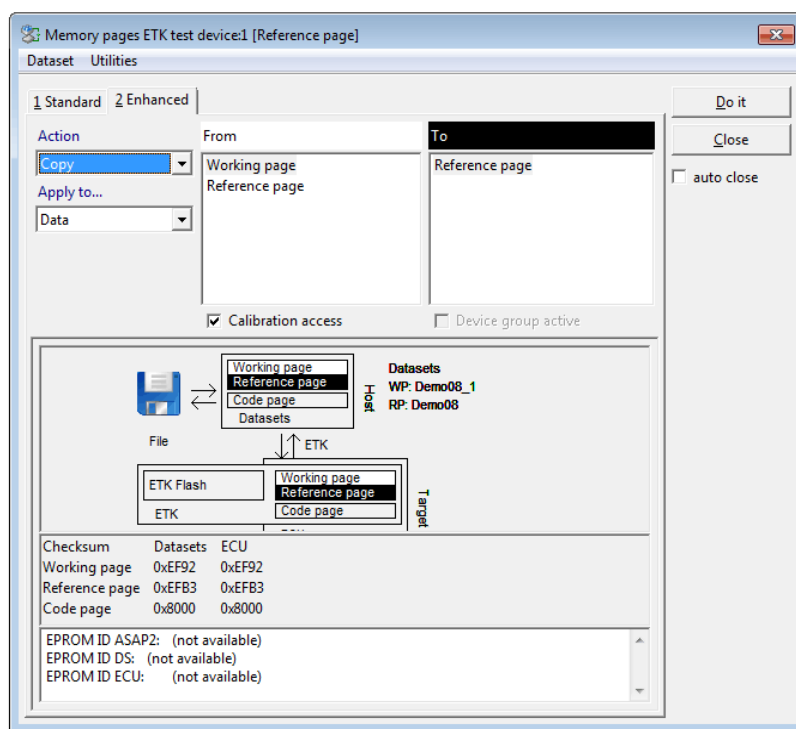 Memory pages ETK test device:1 [Reference page]
Dataset Utilities
1 Standard 2 Enhanced
Do it
Action From To
Close
Copy Working page Reference page
Reference page
auto close
Apply to...
Data
Calibration access Device group active
Working page
Reference page
Code page
Datasets
Host
Datasets
WP: Demo08_1
RP: Demo08
File
ETK
ETK Flash
ETK
Working page
Reference page
Code page
Target
Checksum Datasets ECU
Working page 0xEF92 0xEF92
Reference page 0xEFB3 0xEFB3
Code page 0x8000 0x8000
EPROM ID ASAP2: (not available)
EPROM ID DS: (not available)
EPROM ID ECU: (not available)